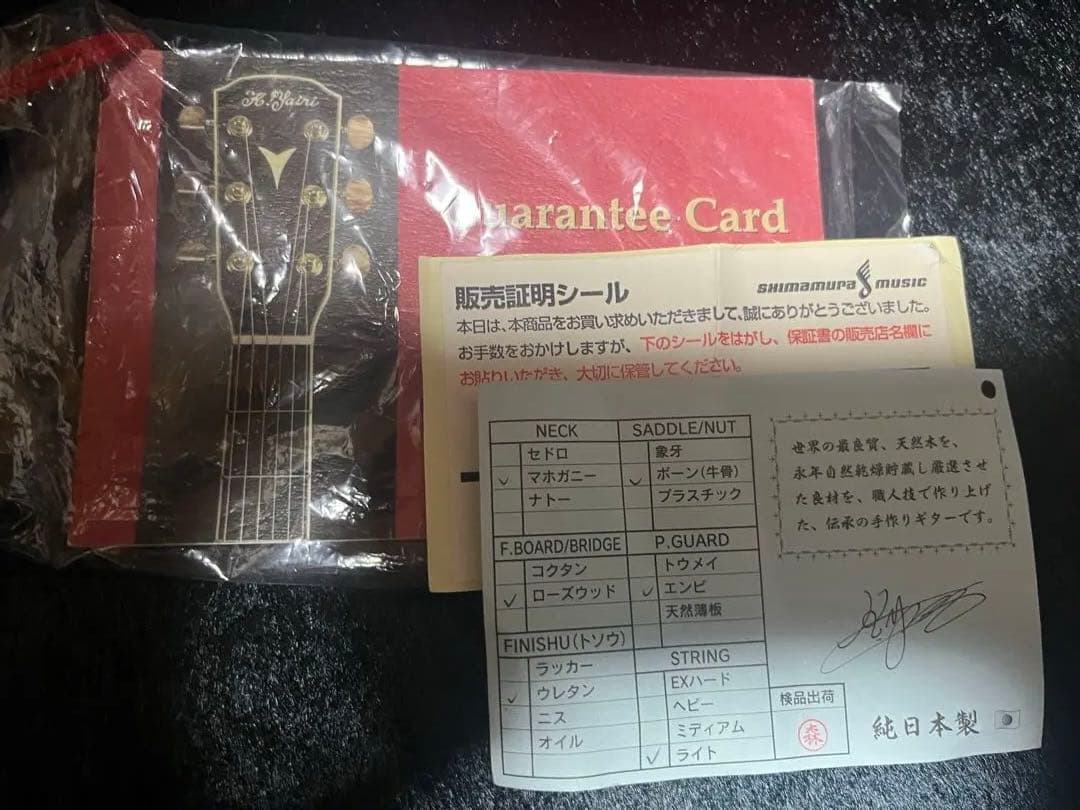 A.Yairi
Guarantee Card
販売証明シール
SHIMAMURA MUSIC
本日は、本商品をお買い求めいただきまして、誠にありがとうございました。
お手数をおかけしますが、下のシールをはがし、保証書の販売店名欄に
お貼りいただき、大切に保管してください。
NECK
セドロ
マホガニー
ナトー
SADDLE/NUT
象牙
ボーン(牛骨)
プラスチック
F.BOARD/BRIDGE
コクタン
ローズウッド
P.GUARD
トウメイ
エンビ
天然薄板
FINISHU(トソウ)
ラッカー
ウレタン
ニス
オイル
STRING
EXハード
ヘビー
ミディアム
ライト
世界の最良質、天然木を、
永年自然乾燥貯蔵し厳選させ
た良材を、職人技で作り上げ
た、伝承の手作りギターです。
検品出荷
森
純日本製